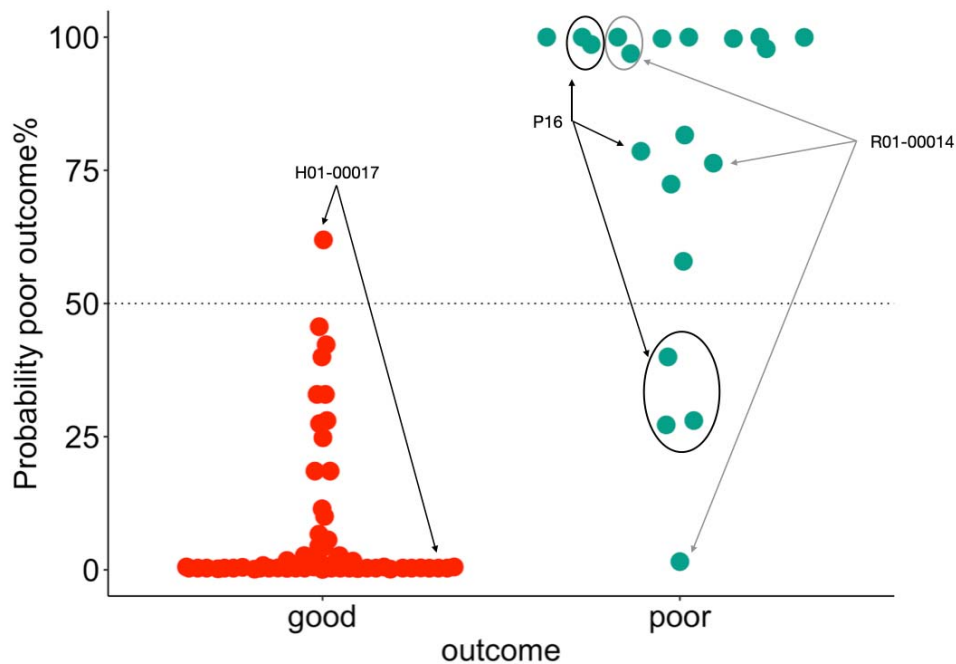 100
P16
R01-00014
75
H01-00017
50
25
0
good
poor
outcome
Probability poor outcome%